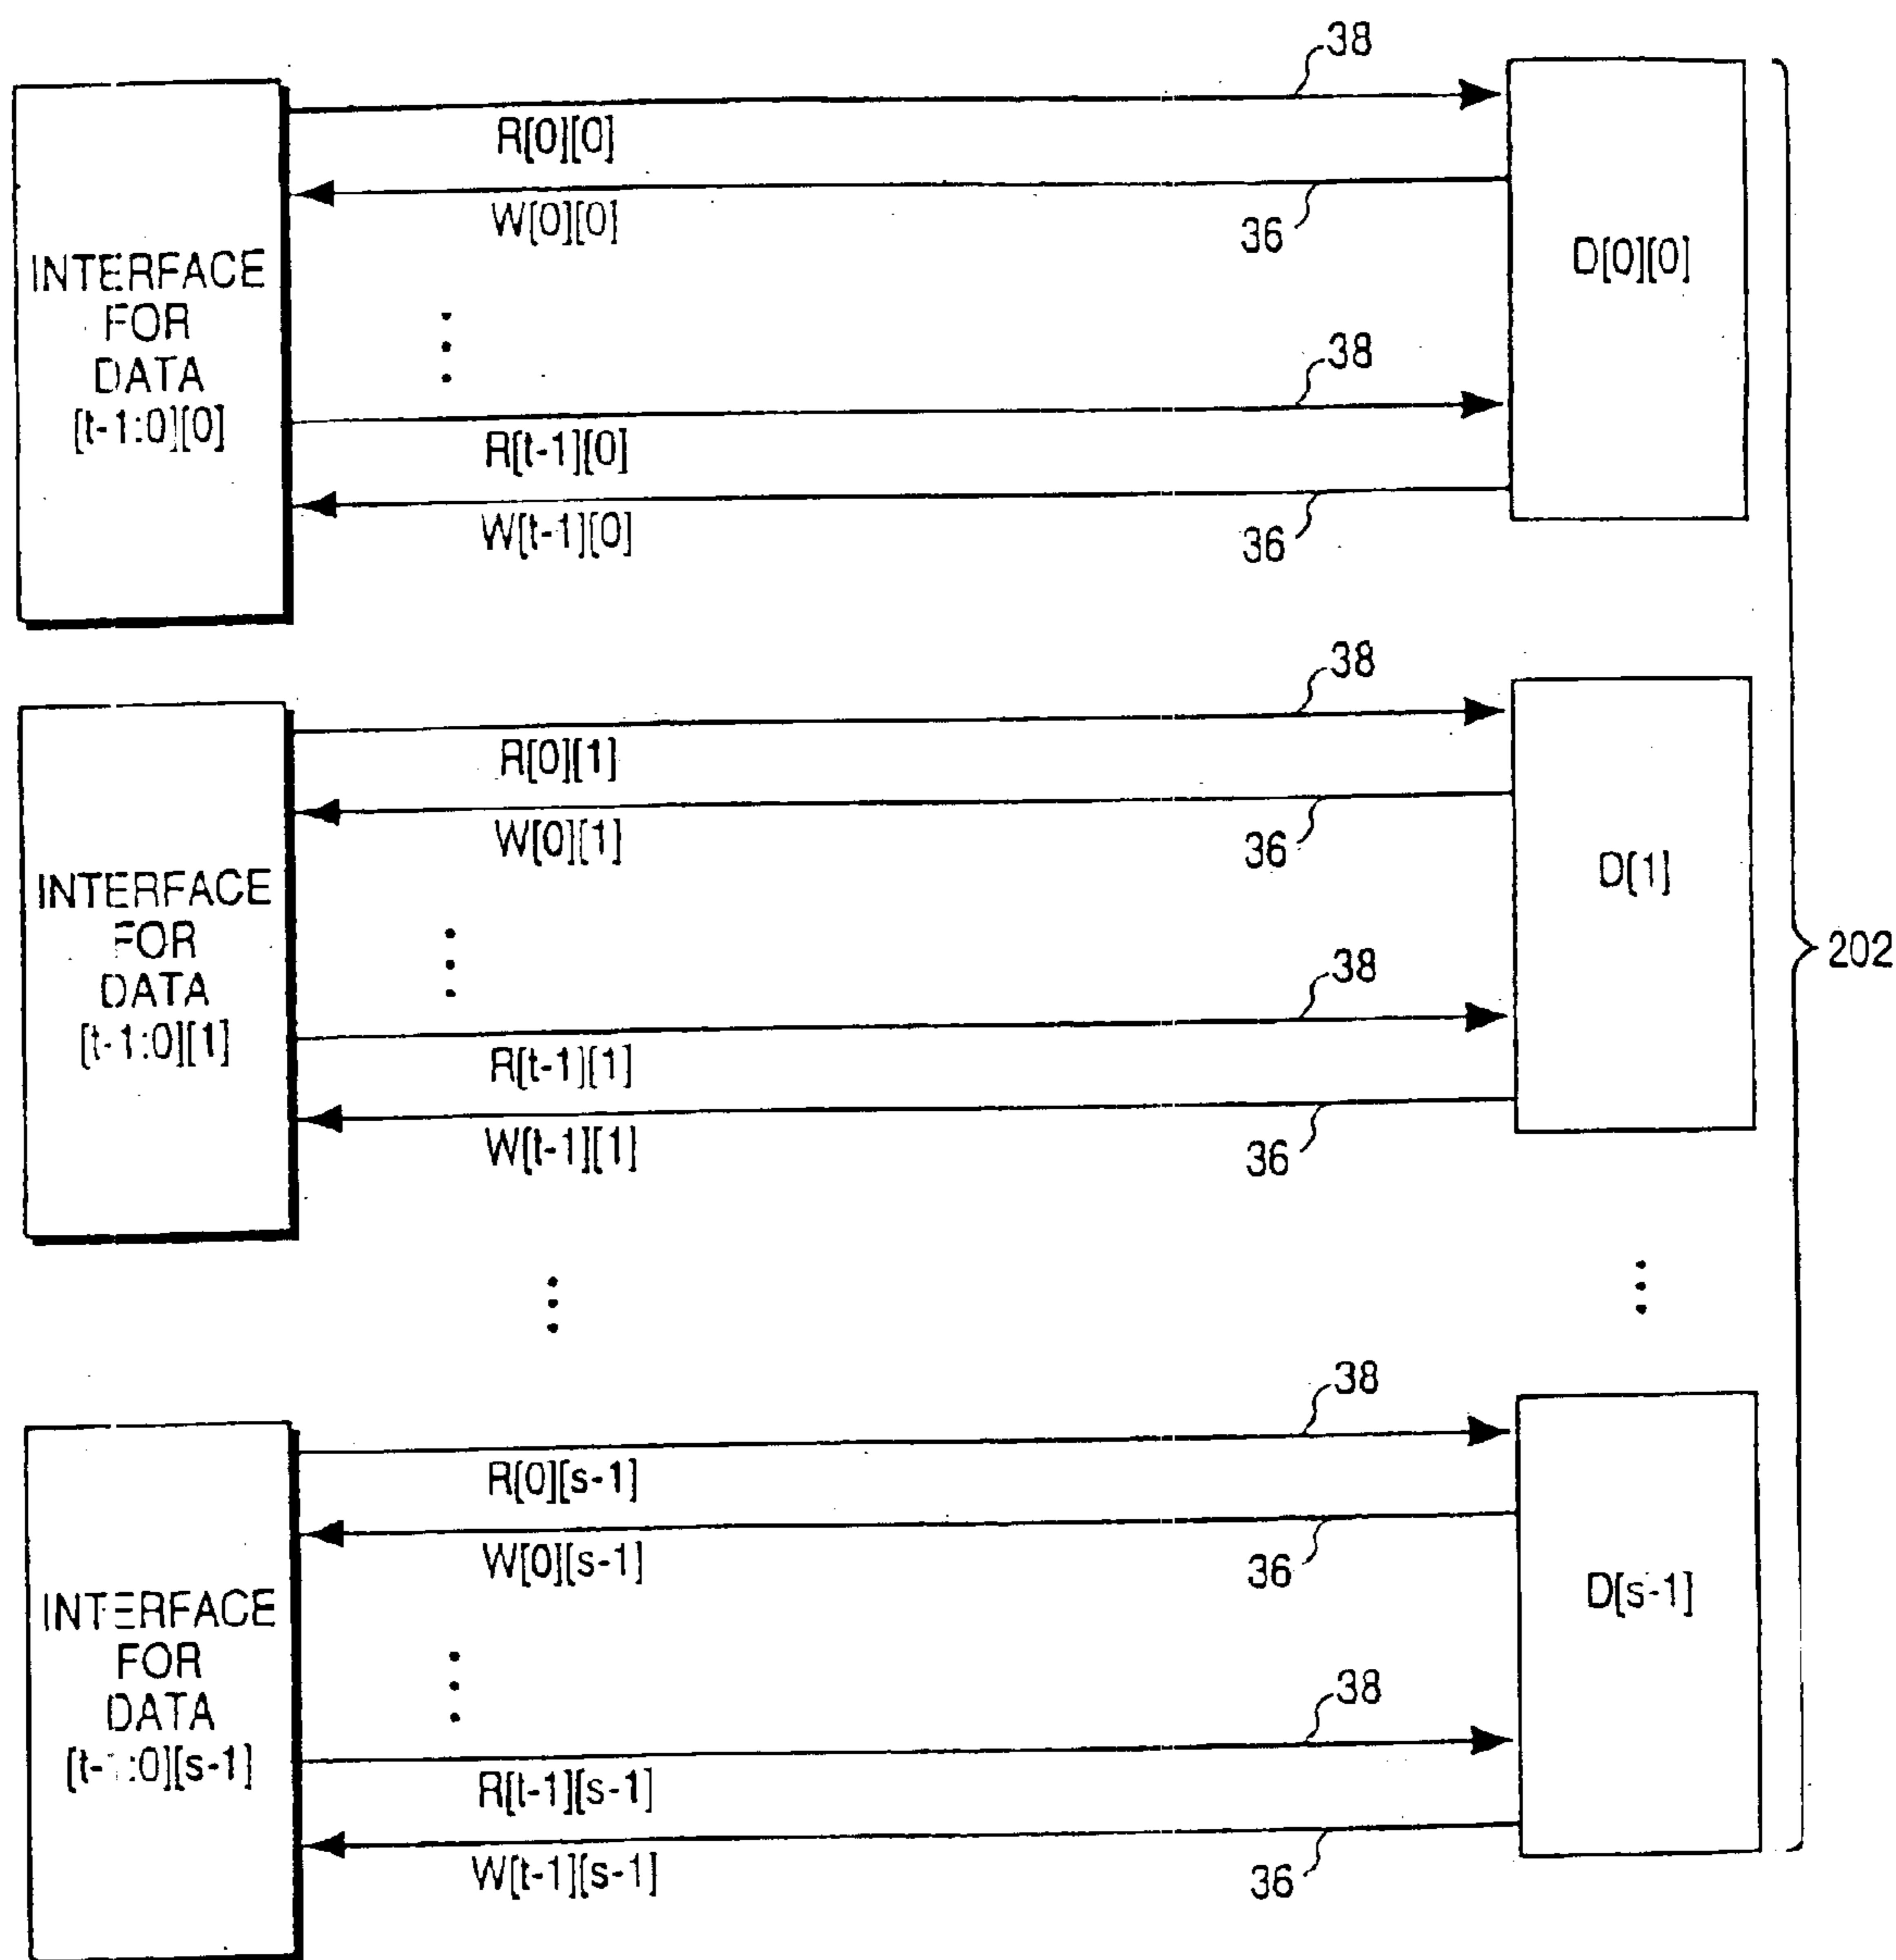 38
R[0][0]
W[0][0]
36
INTERFACE
FOR
DATA
[t-1:0][0]
D[0][0]
38
R[t-1][0]
W[t-1][0]
36
38
R[0][1]
W[0][1]
36
INTERFACE
FOR
DATA
[t-1:0][1]
D[1]
202
38
R[t-1][1]
W[t-1][1]
36
38
R[0][s-1]
W[0][s-1]
36
INTERFACE
FOR
DATA
[t-1:0][s-1]
D[s-1]
38
R[t-1][s-1]
W[t-1][s-1]
36